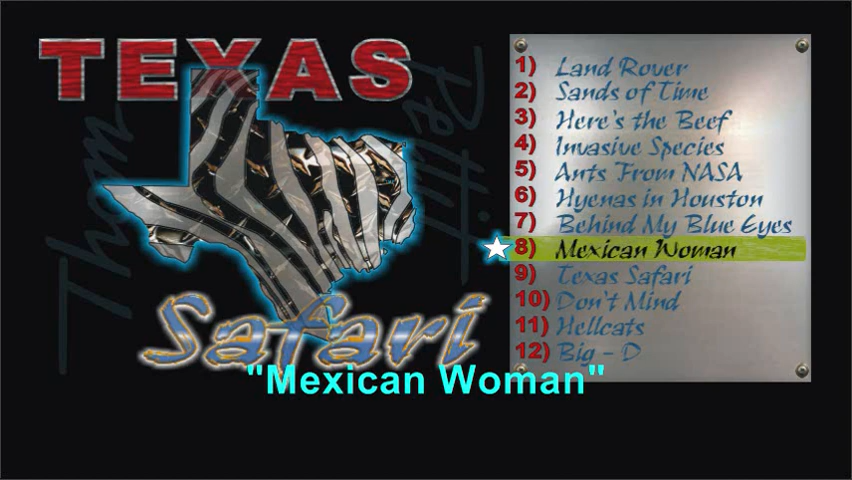 TEXAS
Safari
Thom
Pettit
1) Land Rover
2) Sands of Time
3) Here's the Beef
4) Invasive Species
5) Ants From NASA
6) Hyenas in Houston
7) Behind My Blue Eyes
8) Mexican Woman
9) Texas Safari
10) Don't Mind
11) Hellcats
12) Big - D
"Mexican Woman"